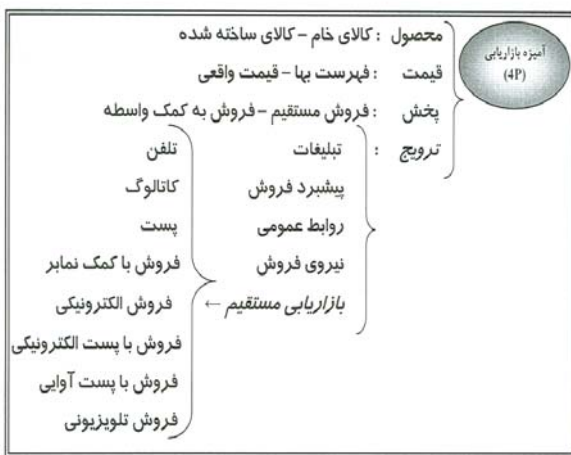 آمیزه بازاریابی
(4P)
محصول : کالای خام – کالای ساخته شده
قیمت : فهرست بها – قیمت واقعی
پخش : فروش مستقیم – فروش به کمک واسطه
ترویج : تبلیغات
پیشبرد فروش
روابط عمومی
نیروی فروش
بازاریابی مستقیم ←
تلفن
کاتالوگ
پست
فروش با کمک نمابر
فروش الکترونیکی
فروش با پست الکترونیکی
فروش با پست آوایی
فروش تلویزیونی